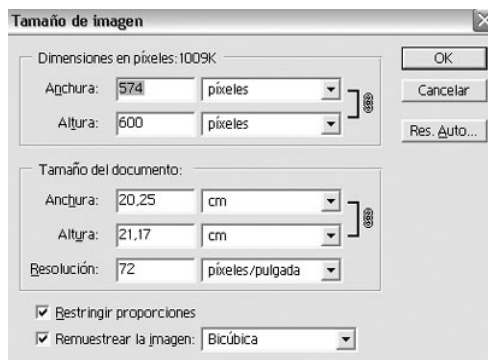 Tamaño de imagen
Dimensiones en píxeles:1009K
Anchura: 574 píxeles
Altura: 600 píxeles
OK
Cancelar
Res. Auto...
Tamaño del documento:
Anchura: 20,25 cm
Altura: 21,17 cm
Resolución: 72 píxeles/pulgada
Restringir proporciones
Remuestrear la imagen: Bicúbica